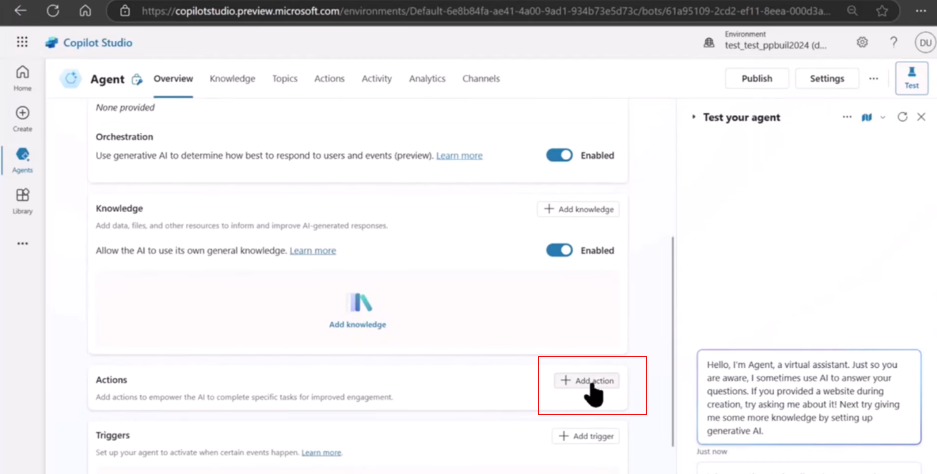 https://copilotstudio.preview.microsoft.com/environments/Default-6e8b84fa-ae41-4a00-9ad1-934b73e5d73c/bots/61a95109-2cd2-ef11-8eea-000d3a...
Copilot Studio
Environment
test_test_ppbuil2024 (d...
DU
Agent
Overview
Knowledge
Topics
Actions
Activity
Analytics
Channels
Publish
Settings
Test
Home
Create
Agents
Library
None provided
Orchestration
Use generative AI to determine how best to respond to users and events (preview). Learn more
Enabled
Knowledge
Add knowledge
Add data, files, and other resources to inform and improve AI-generated responses.
Allow the AI to use its own general knowledge. Learn more
Enabled
Add knowledge
Actions
Add action
Add actions to empower the AI to complete specific tasks for improved engagement.
Triggers
Add trigger
Set up your agent to activate when certain events happen. Learn more.
Test your agent
Hello, I'm Agent, a virtual assistant. Just so you
are aware, I sometimes use AI to answer your
questions. If you provided a website during
creation, try asking me about it! Next try giving
me some more knowledge by setting up
generative AI.
Just now